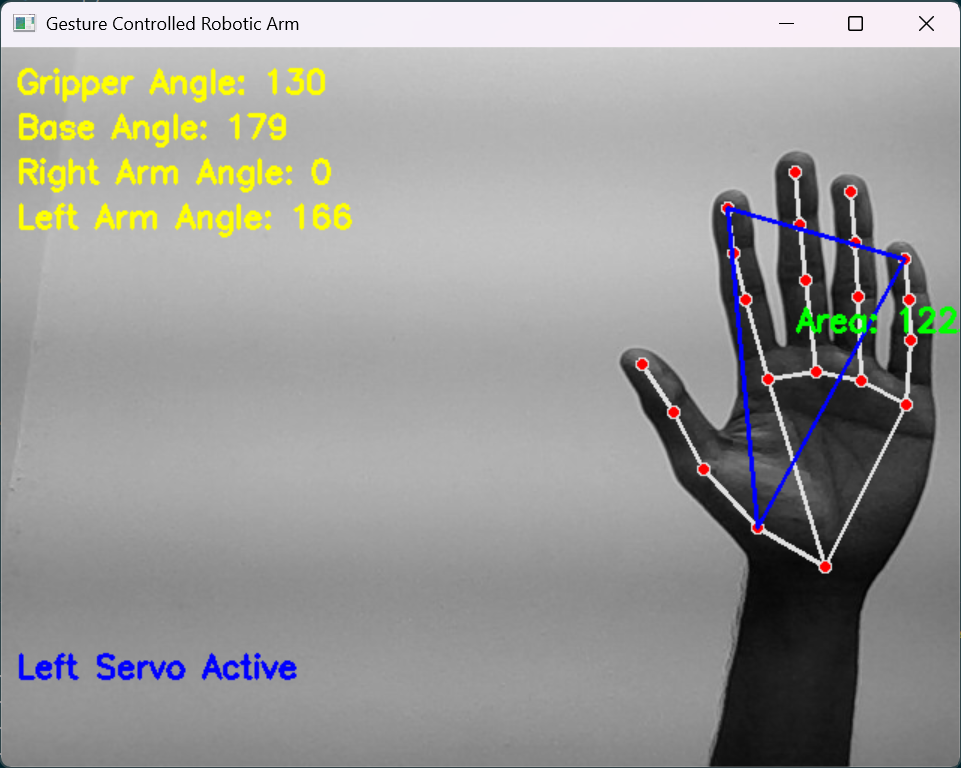 Gesture Controlled Robotic Arm
Gripper Angle: 130
Base Angle: 179
Right Arm Angle: 0
Left Arm Angle: 166
Area: 122
Left Servo Active